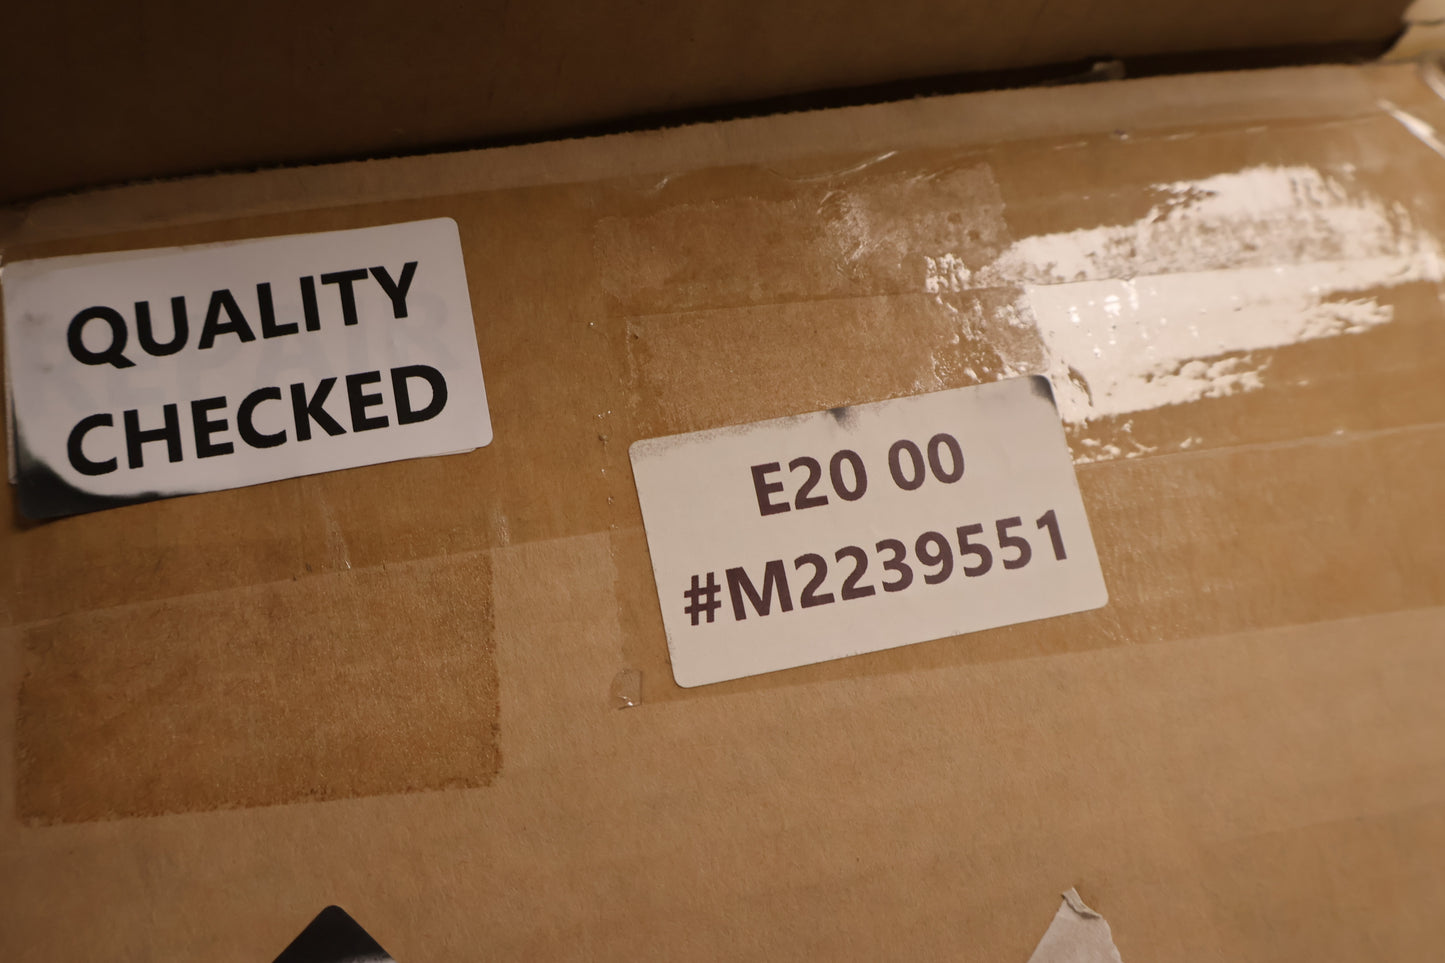 QUALITY
CHECKED
E20 00
#M2239551